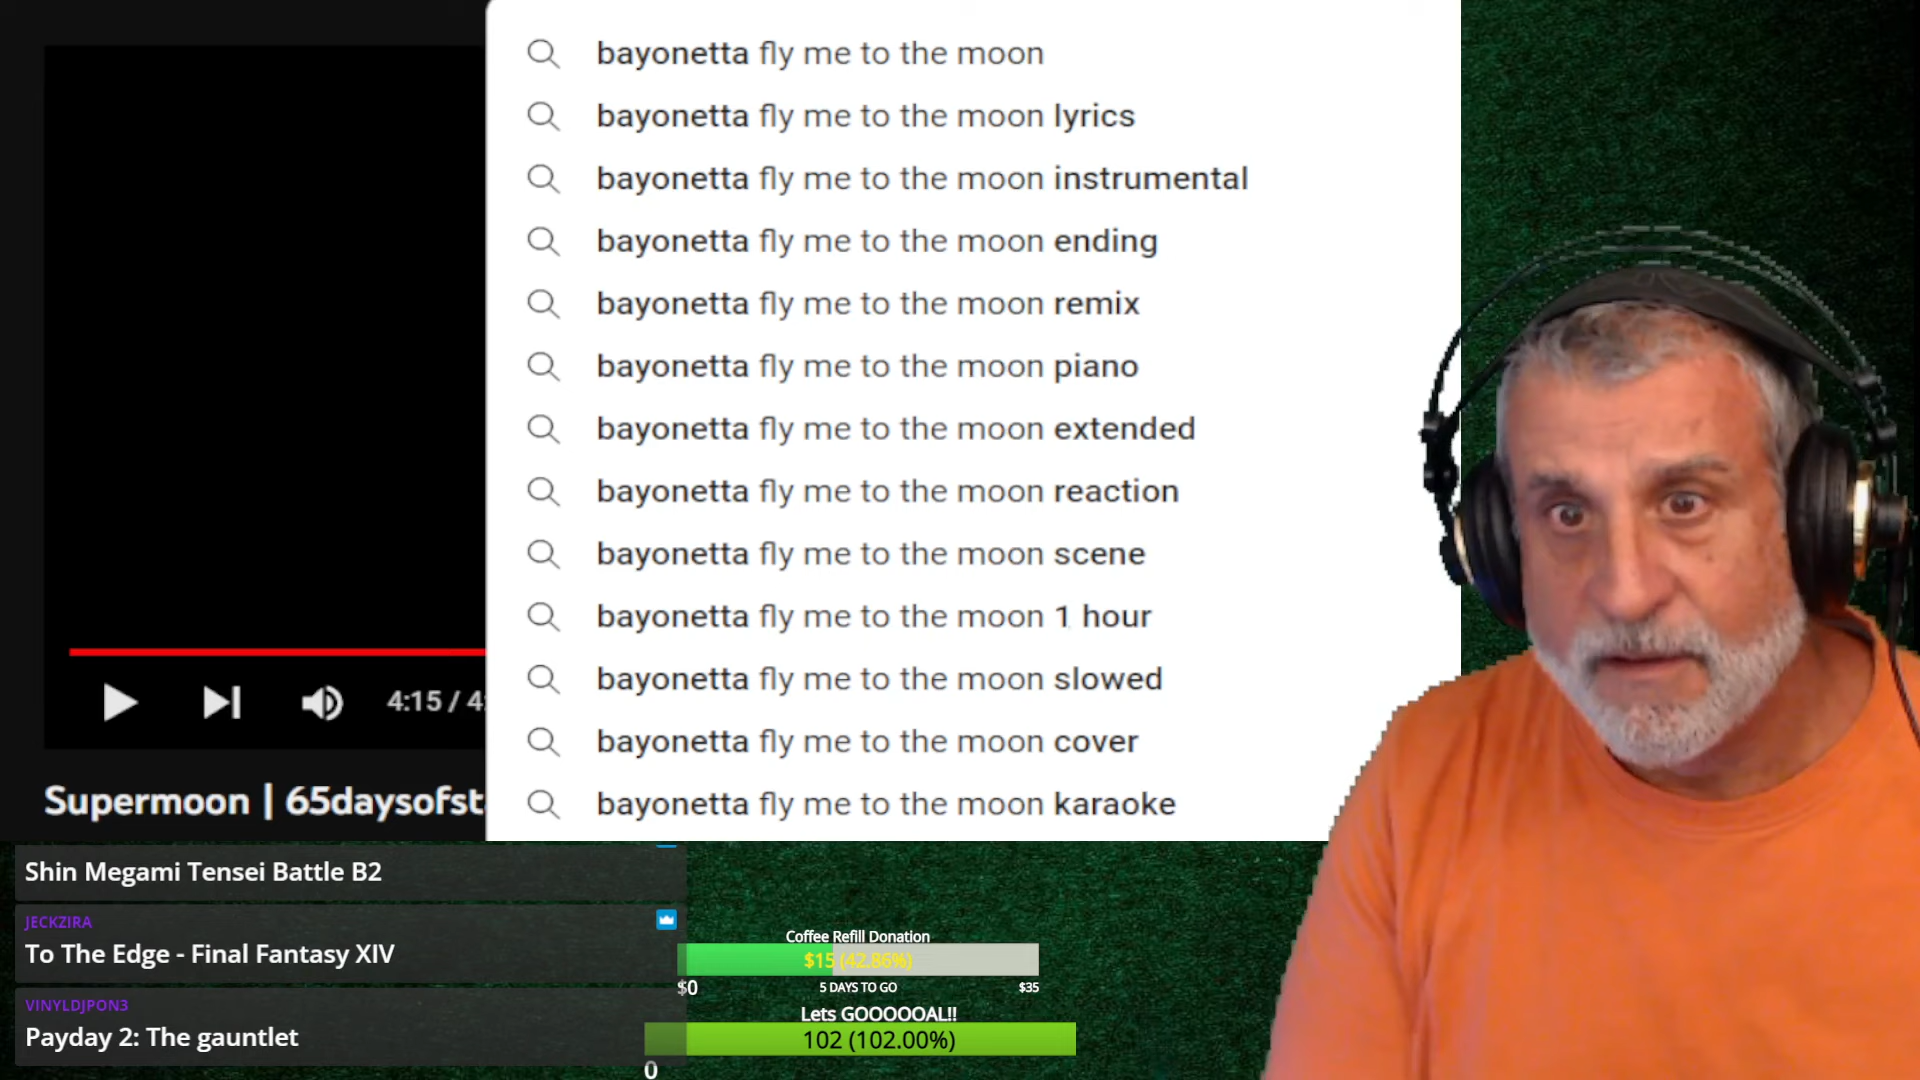 bayonetta fly me to the moon
bayonetta fly me to the moon lyrics
bayonetta fly me to the moon instrumental
bayonetta fly me to the moon ending
bayonetta fly me to the moon remix
bayonetta fly me to the moon piano
bayonetta fly me to the moon extended
bayonetta fly me to the moon reaction
bayonetta fly me to the moon scene
bayonetta fly me to the moon 1 hour
bayonetta fly me to the moon slowed
bayonetta fly me to the moon cover
bayonetta fly me to the moon karaoke
4:15 / 4:
Supermoon | 65daysofst
Shin Megami Tensei Battle B2
JECKZIRA
To The Edge - Final Fantasy XIV
VINYLDJPON3
Payday 2: The gauntlet
Coffee Refill Donation
$15 (42.86%)
$0 5 DAYS TO GO $35
Lets GOOOOOAL!!
102 (102.00%)
0